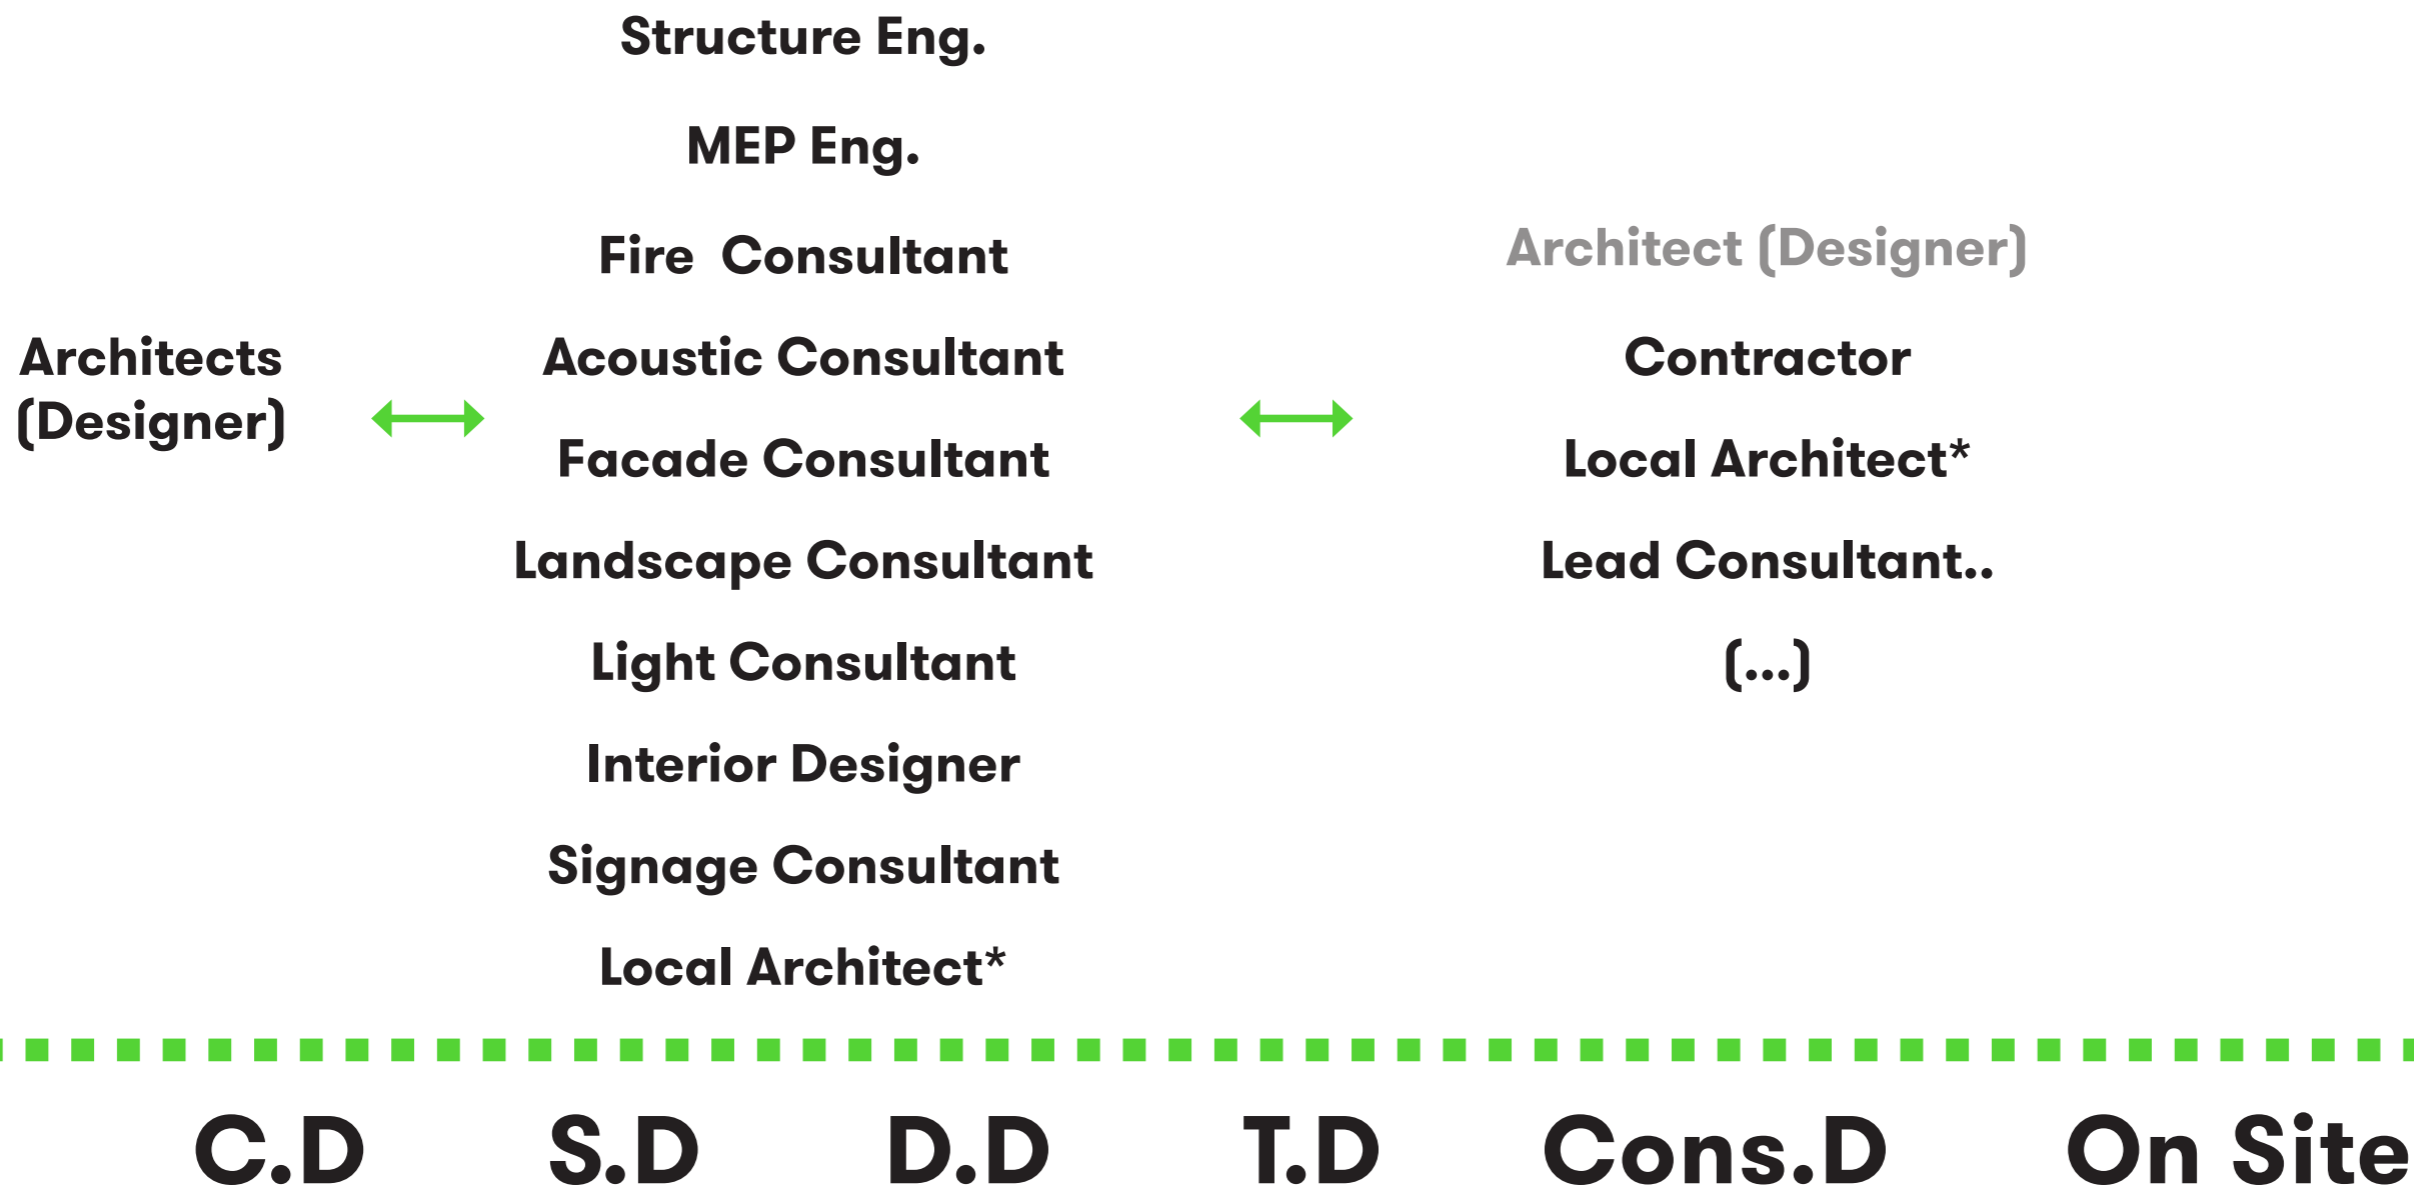 Architects
(Designer)
Structure Eng.
MEP Eng.
Fire  Consultant
Acoustic Consultant
Facade Consultant
Landscape Consultant
Light Consultant
Interior Designer
Signage Consultant
Local Architect*
Architect (Designer)
Contractor
Local Architect*
Lead Consultant..
(...)
C.D
S.D
D.D
T.D
Cons.D
On Site